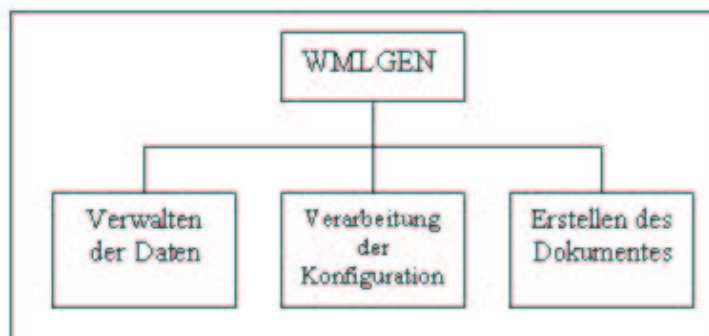 WMLGEN
Verwalten
der Daten
Verarbeitung
der
Konfiguration
Erstellen des
Dokumentes